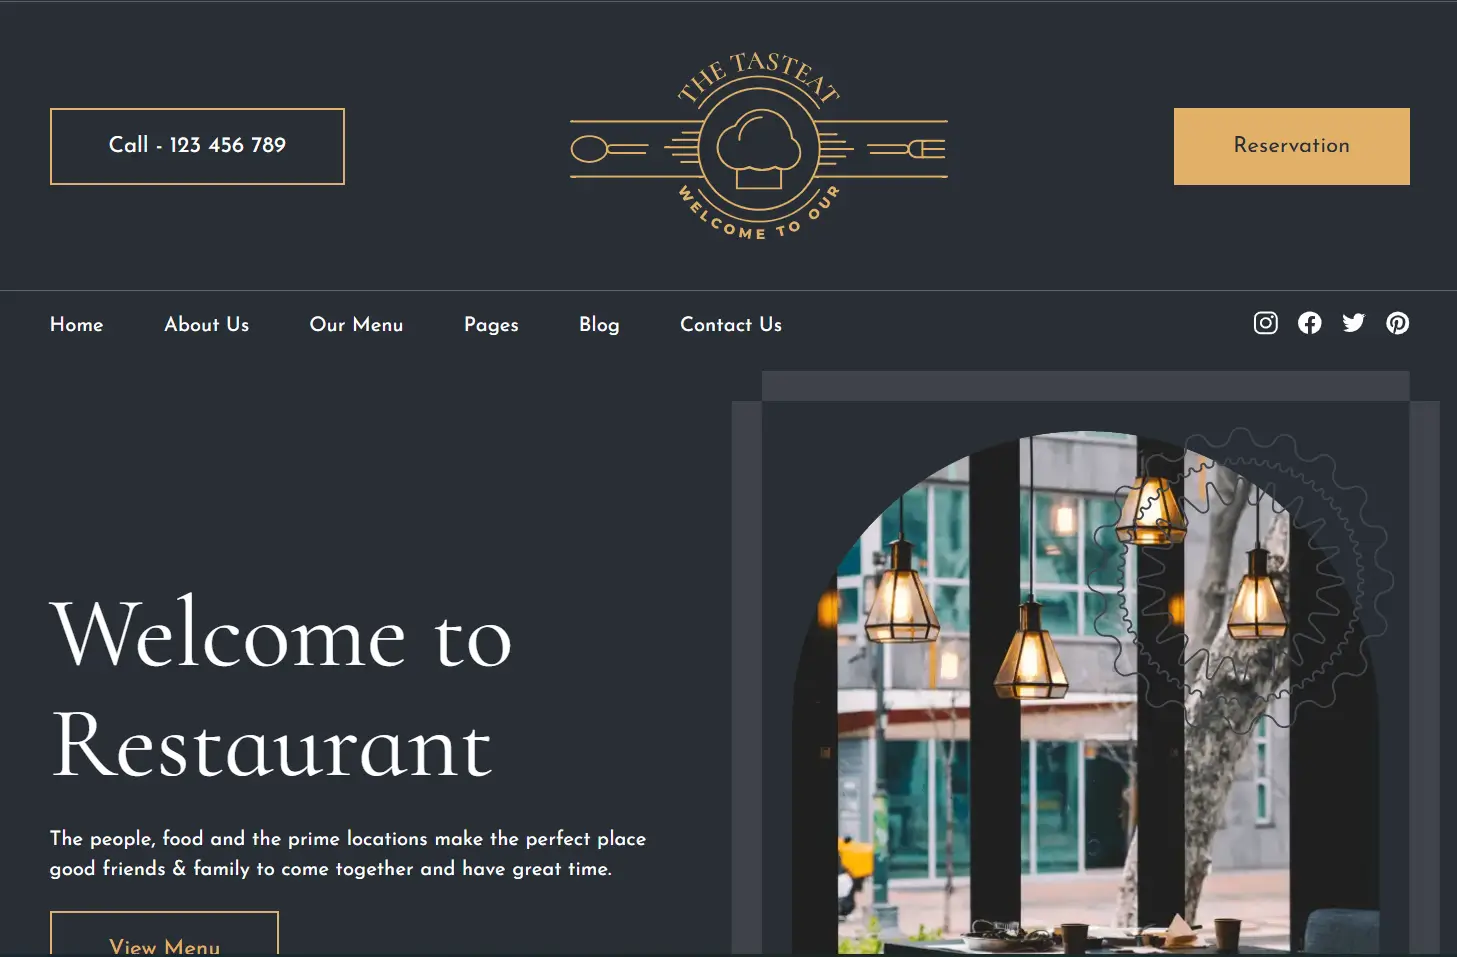 Call - 123 456 789
THE TASTEAT
WELCOME TO OUR
Reservation
Home
About Us
Our Menu
Pages
Blog
Contact Us
Welcome to
Restaurant
The people, food and the prime locations make the perfect place
good friends & family to come together and have great time.
View Menu